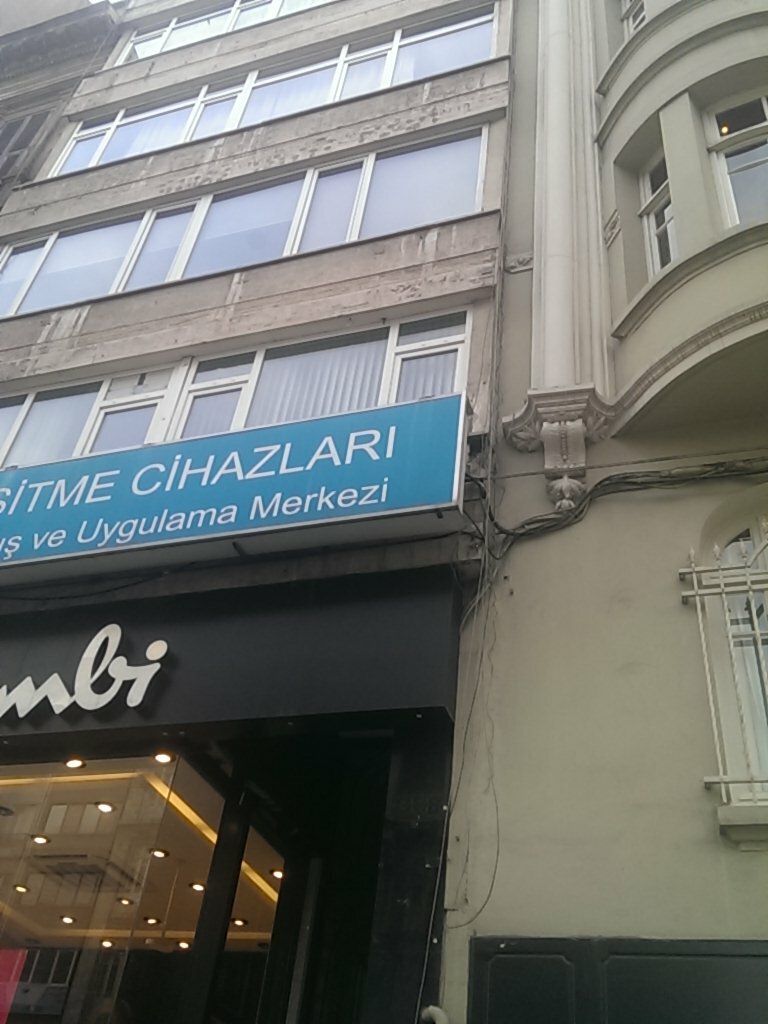 SİTME CİHAZLARI
ış ve Uygulama Merkezi
mbi